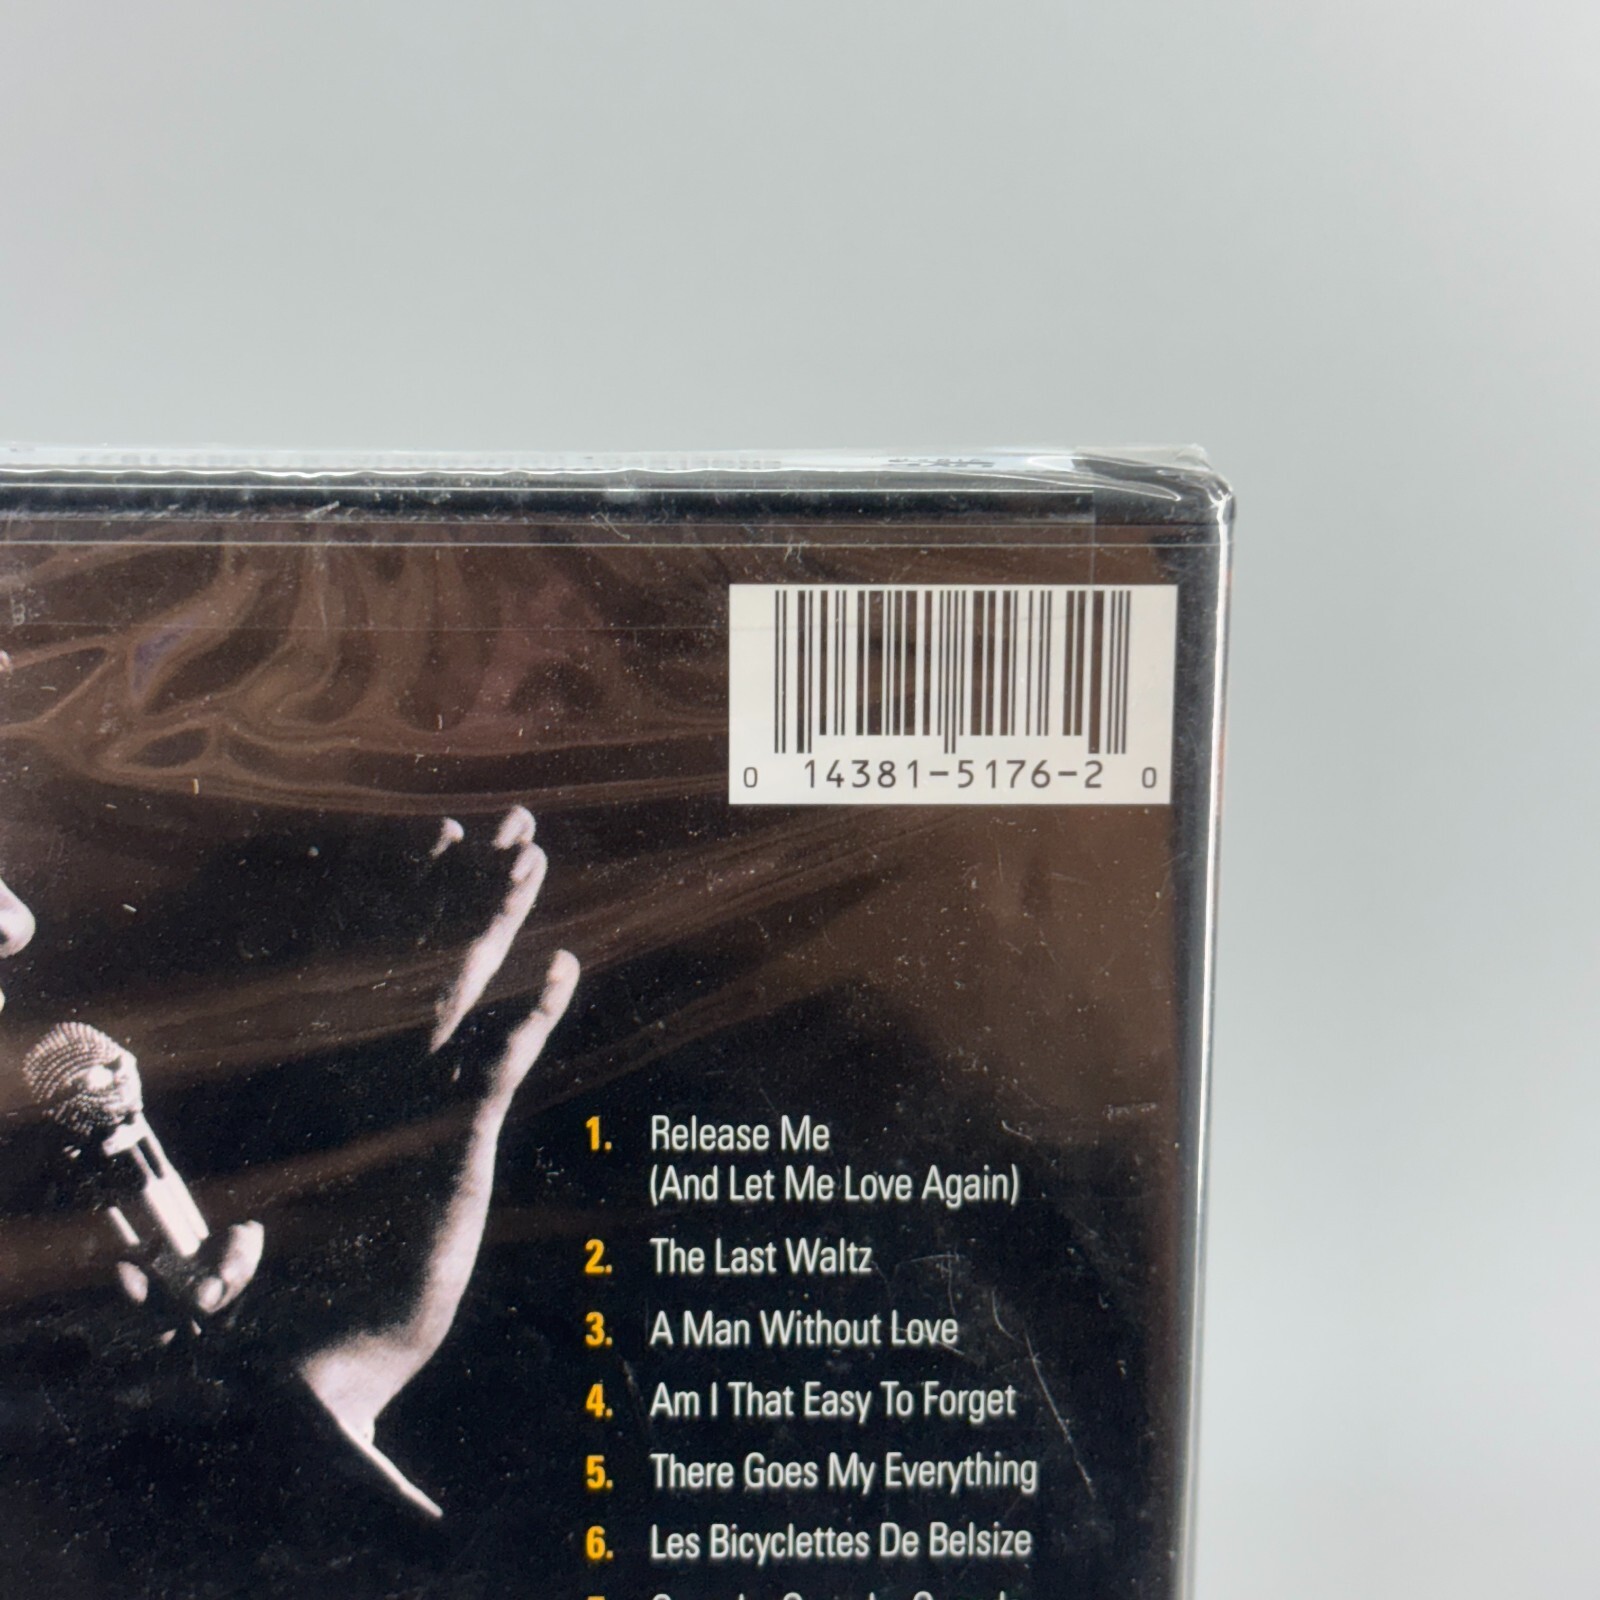 0 14381-5176-2 0
1. Release Me
(And Let Me Love Again)
2. The Last Waltz
3. A Man Without Love
4. Am I That Easy To Forget
5. There Goes My Everything
6. Les Bicyclettes De Belsize